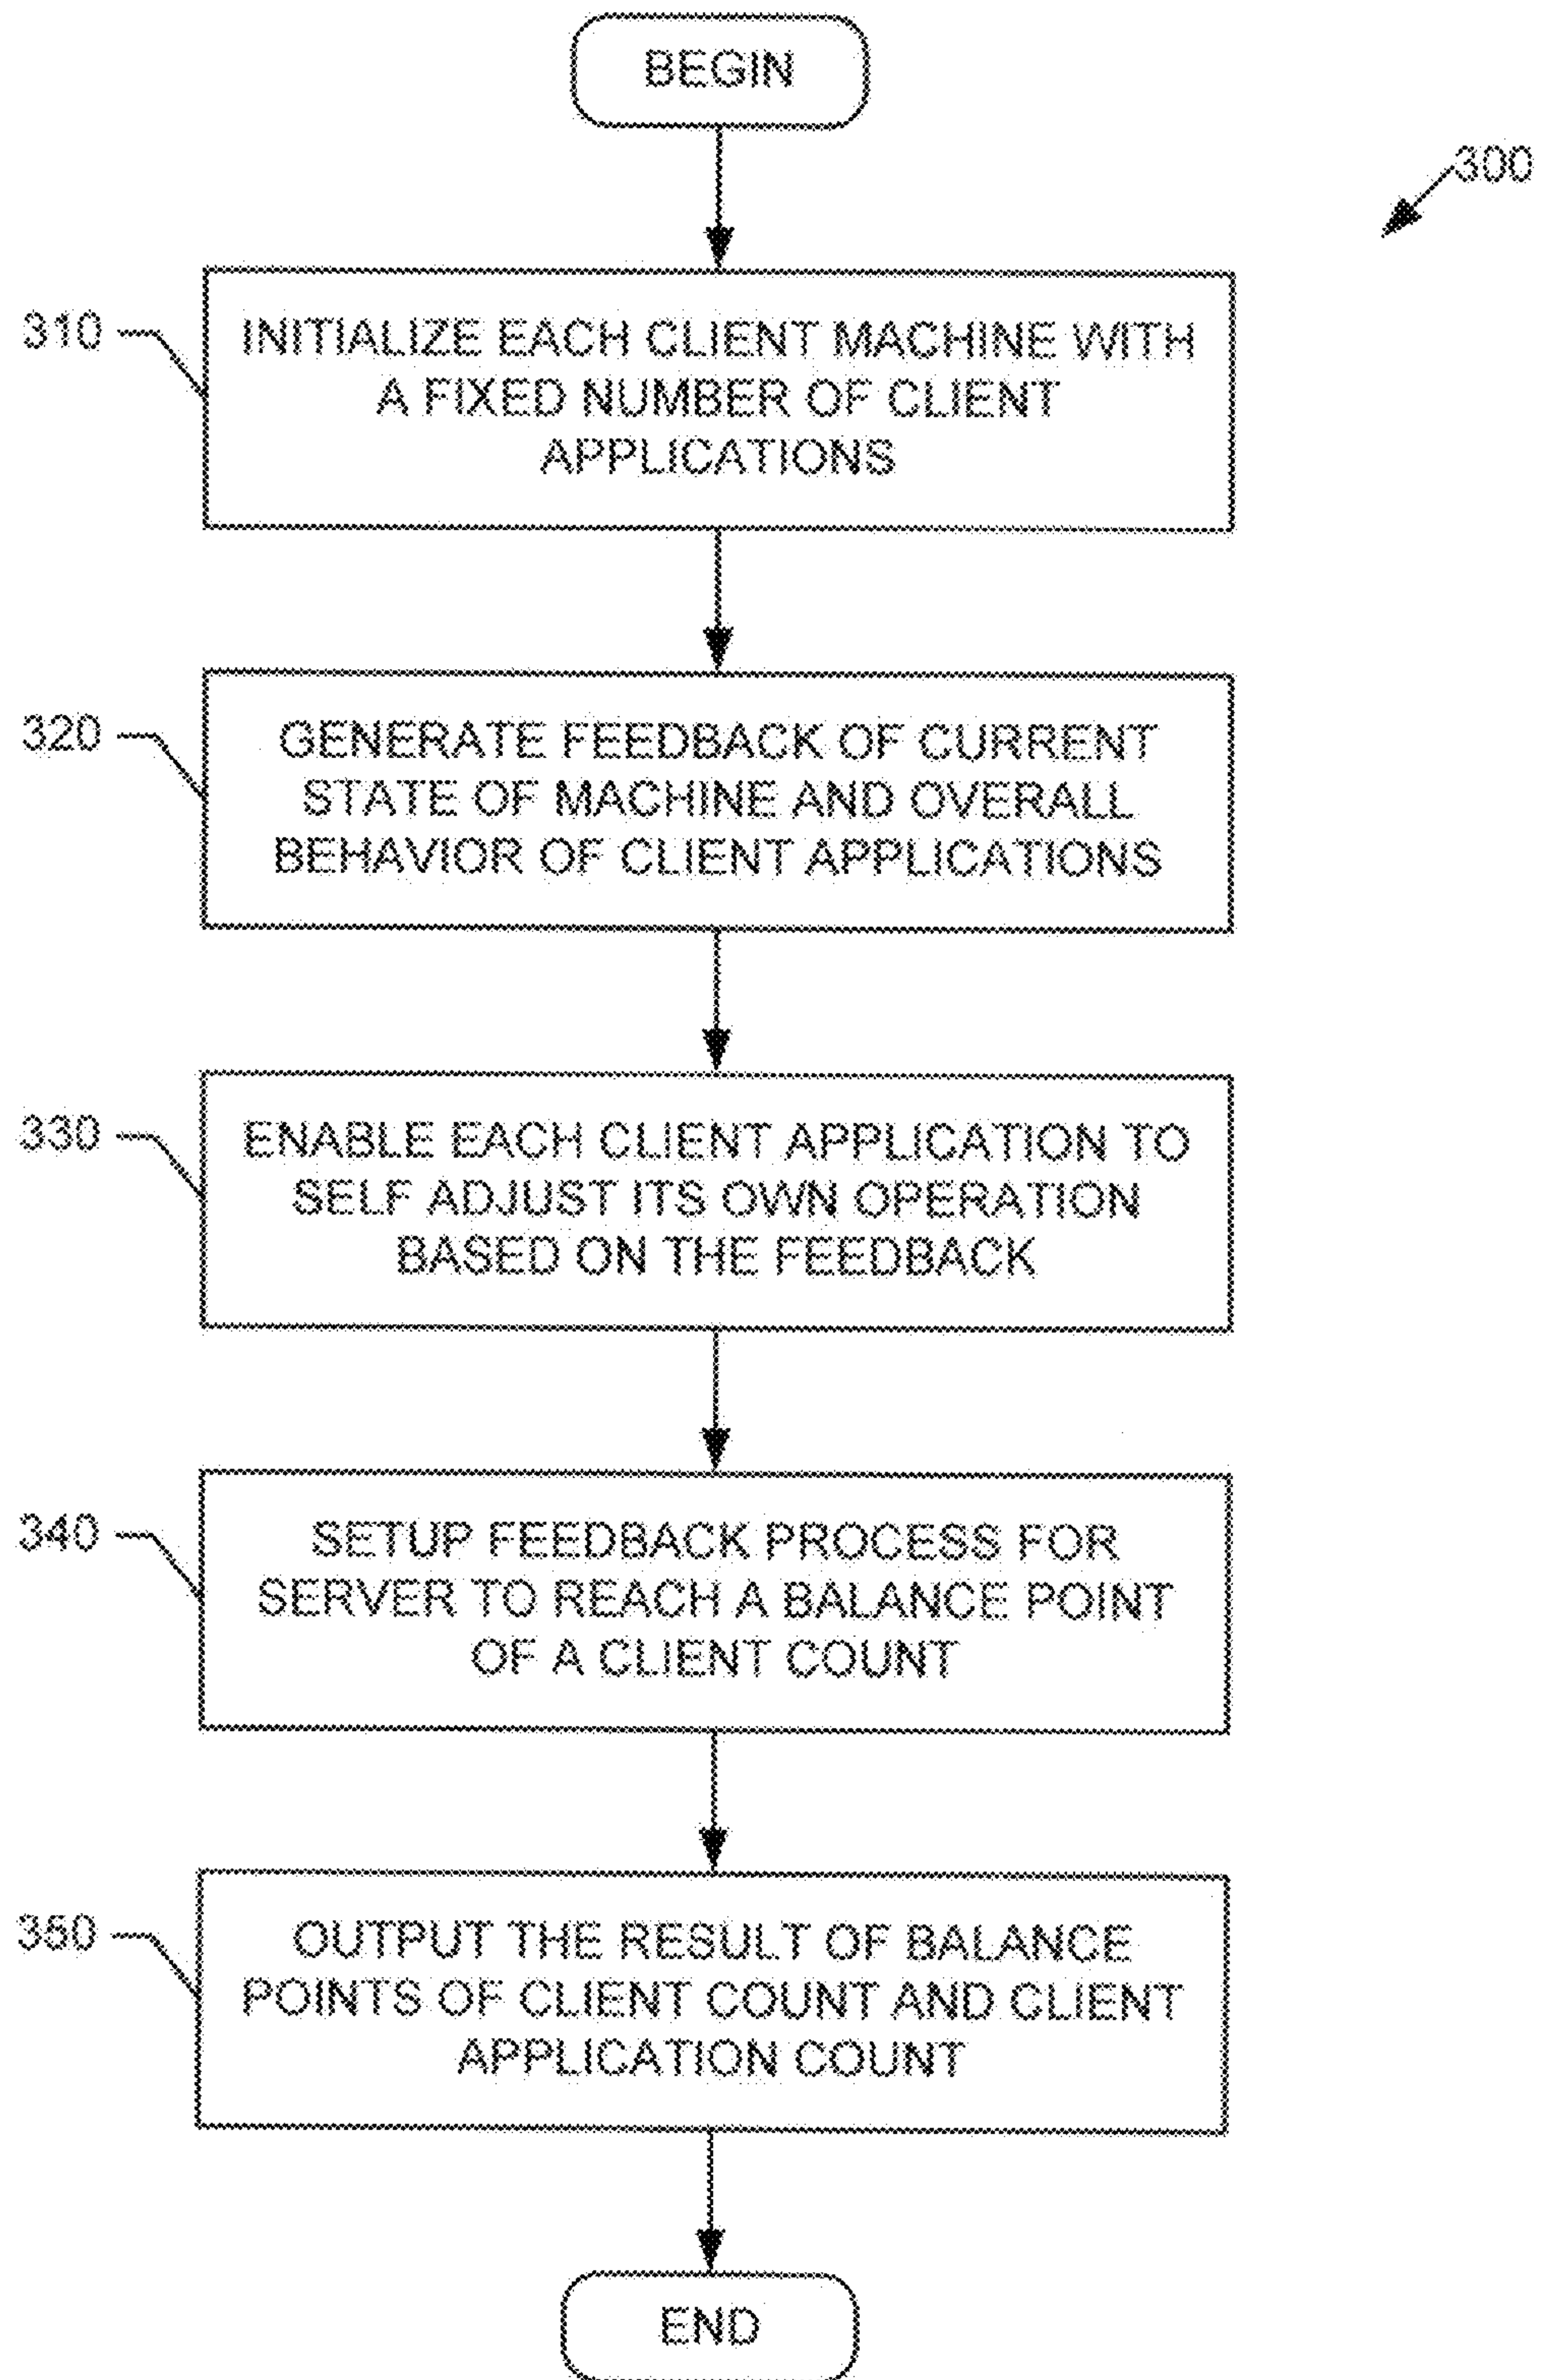 BEGIN
300
310
INITIALIZE EACH CLIENT MACHINE WITH
A FIXED NUMBER OF CLIENT
APPLICATIONS
320
GENERATE FEEDBACK OF CURRENT
STATE OF MACHINE AND OVERALL
BEHAVIOR OF CLIENT APPLICATIONS
330
ENABLE EACH CLIENT APPLICATION TO
SELF ADJUST ITS OWN OPERATION
BASED ON THE FEEDBACK
340
SETUP FEEDBACK PROCESS FOR
SERVER TO REACH A BALANCE POINT
OF A CLIENT COUNT
350
OUTPUT THE RESULT OF BALANCE
POINTS OF CLIENT COUNT AND CLIENT
APPLICATION COUNT
END